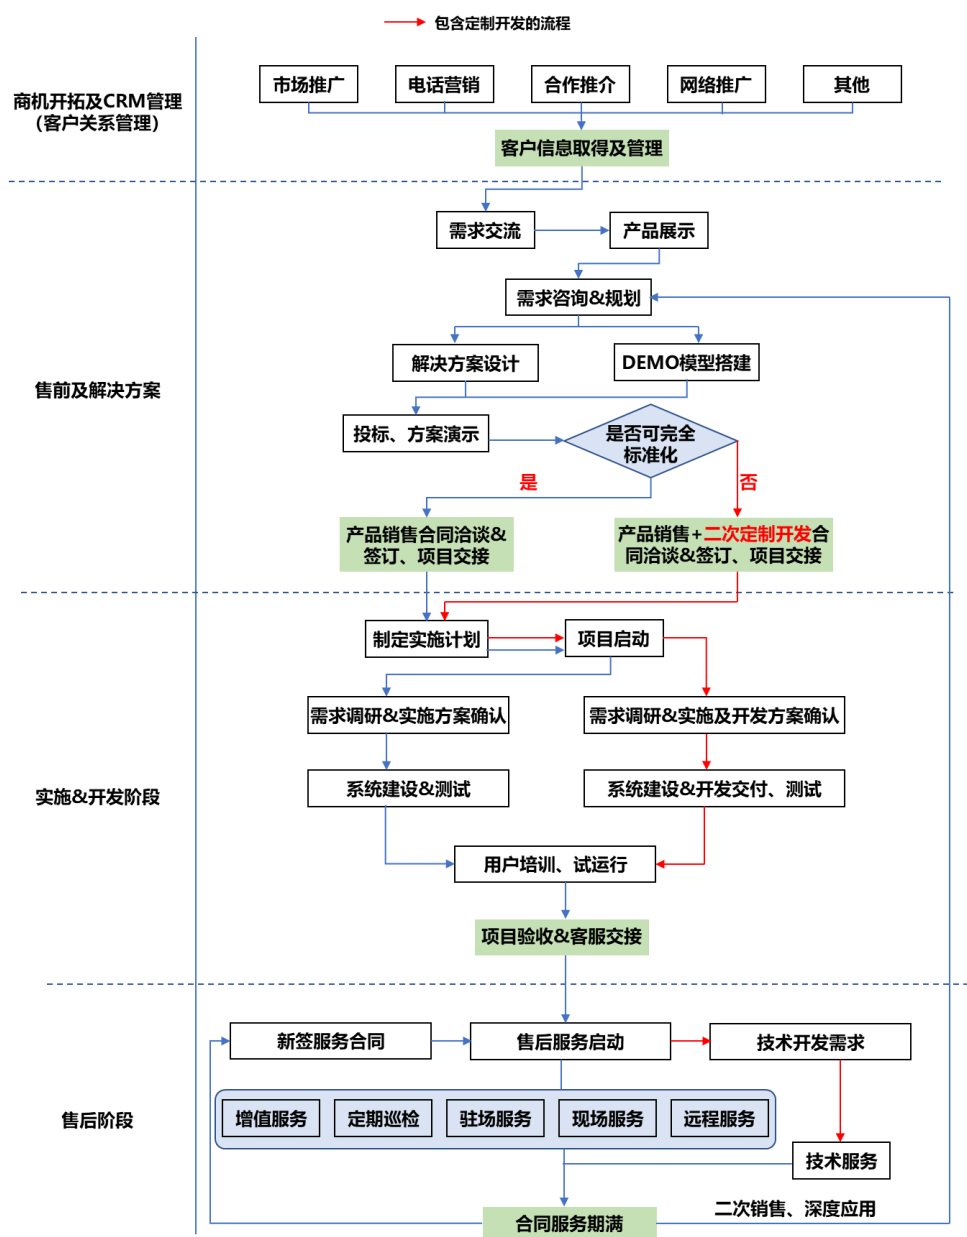 包含定制开发的流程
市场推广
电话营销
合作推介
网络推广
其他
商机开拓及CRM管理
（客户关系管理）
客户信息取得及管理
需求交流
产品展示
需求咨询&规划
解决方案设计
DEMO模型搭建
售前及解决方案
投标、方案演示
是否可完全
标准化
是
否
产品销售合同洽谈&
签订、项目交接
产品销售+二次定制开发合
同洽谈&签订、项目交接
制定实施计划
项目启动
需求调研&实施方案确认
需求调研&实施及开发方案确认
实施&开发阶段
系统建设&测试
系统建设&开发交付、测试
用户培训、试运行
项目验收&客服交接
新签服务合同
售后服务启动
技术开发需求
售后阶段
增值服务
定期巡检
驻场服务
现场服务
远程服务
技术服务
二次销售、深度应用
合同服务期满